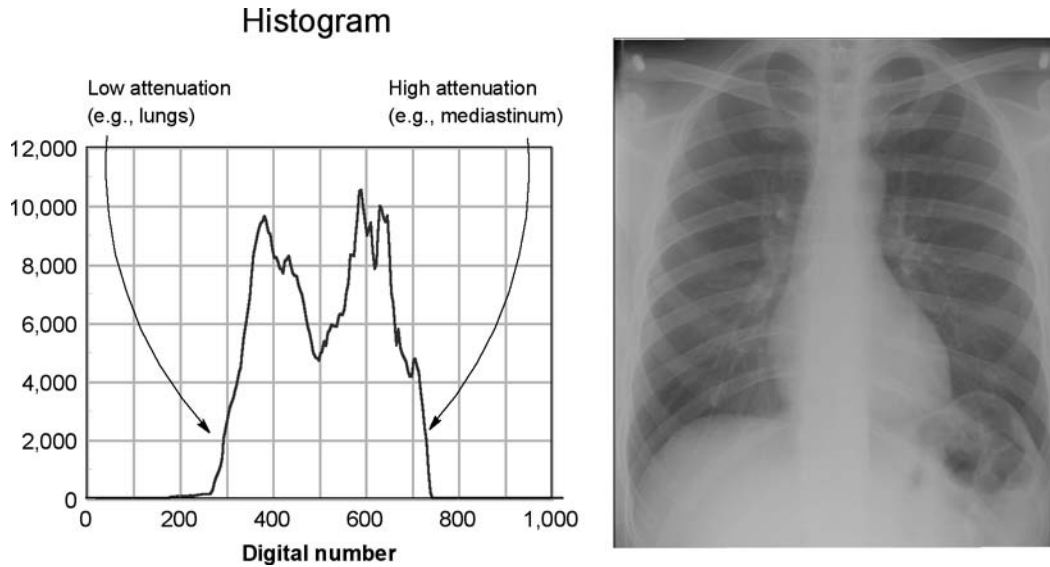 Histogram
Low attenuation
(e.g., lungs)
High attenuation
(e.g., mediastinum)
12,000
10,000
8,000
6,000
4,000
2,000
0
0 200 400 600 800 1,000
Digital number